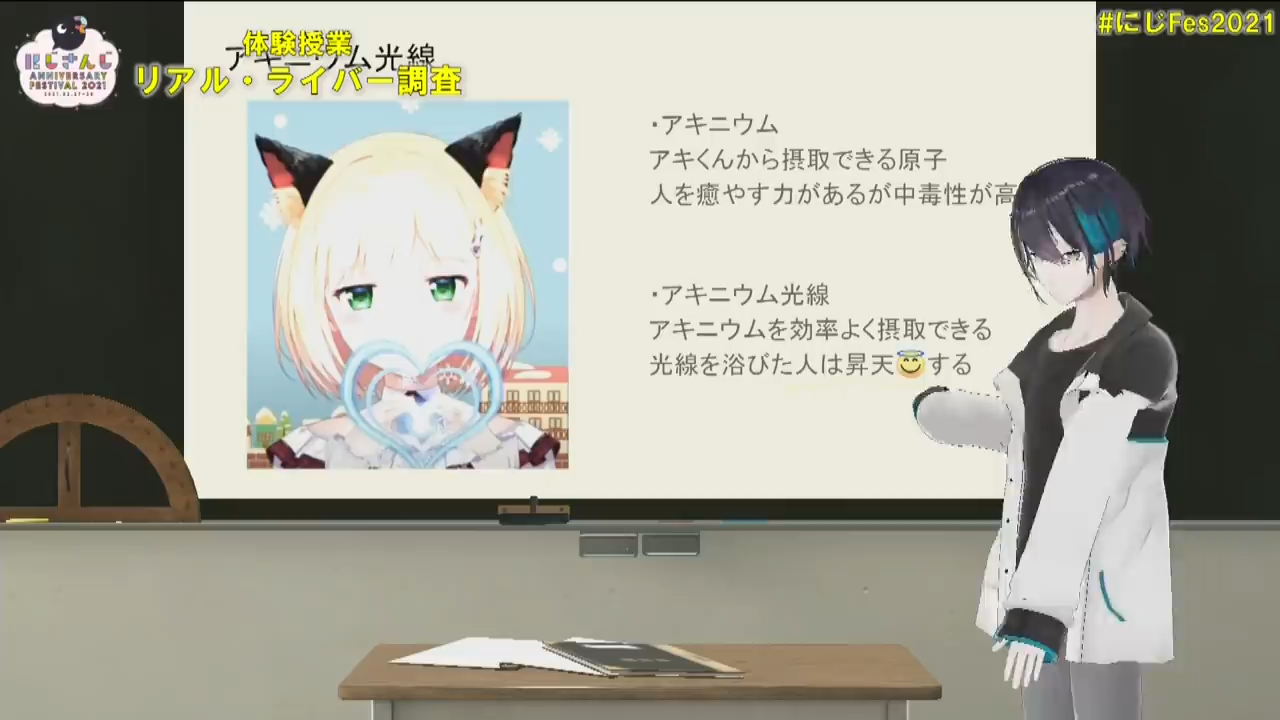 にじさんじ
ANNIVERSARY
FESTIVAL 2021
#にじFes2021
体験授業
リアル・ライバー調査
アキニウム光線
・アキニウム
アキくんから摂取できる原子
人を癒やす力があるが中毒性が高
・アキニウム光線
アキニウムを効率よく摂取できる
光線を浴びた人は昇天😇する